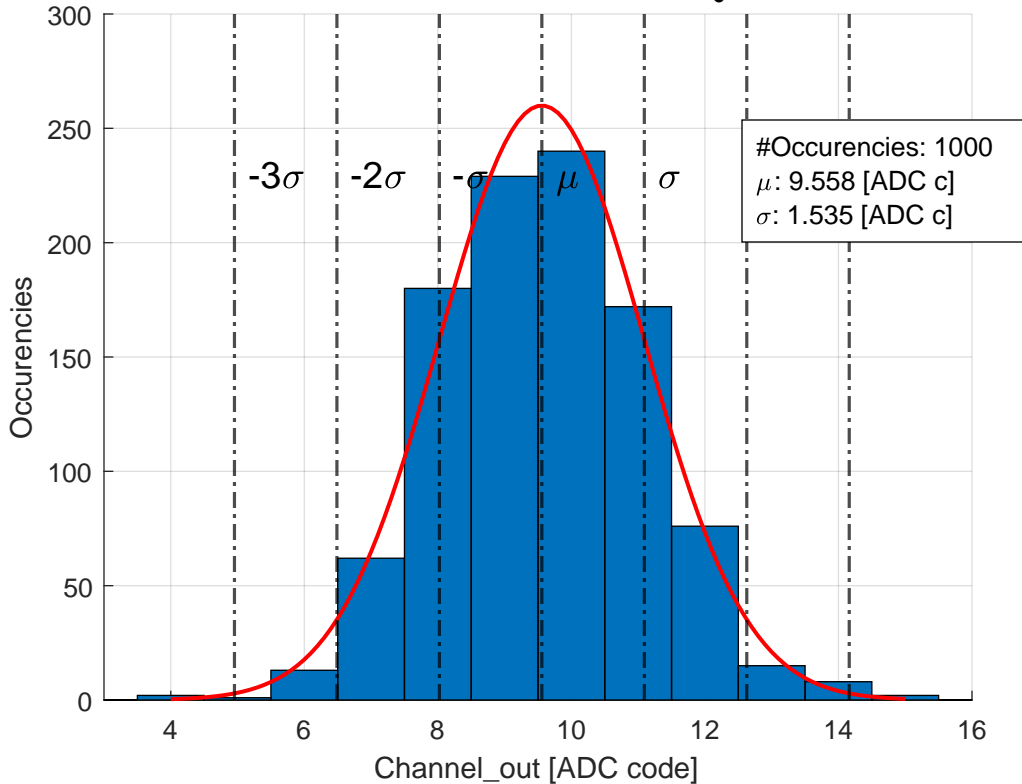 300
250
200
150
100
50
0
Occurencies
-3σ
-2σ
-σ
μ
σ
#Occurencies: 1000
μ: 9.558 [ADC c]
σ: 1.535 [ADC c]
4
6
8
10
12
14
16
Channel_out [ADC code]